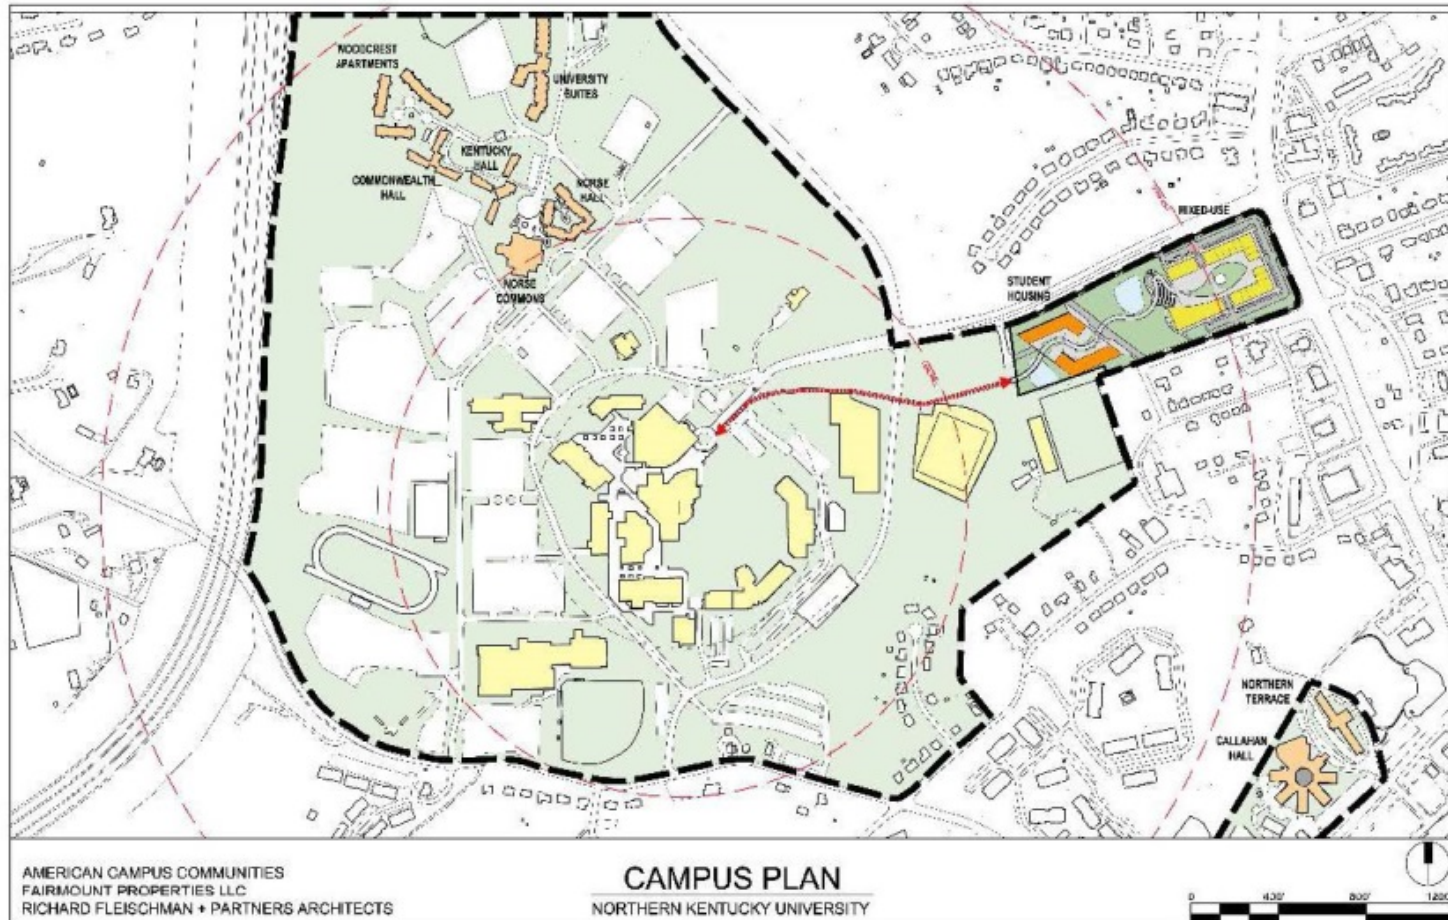 WOODCREST
APARTMENTS
UNIVERSITY
SUITES
KENTUCKY
HALL
COMMONWEALTH
HALL
NORSE
HALL
NORSE
COMMONS
MIXED-USE
STUDENT
HOUSING
NORTHERN
TERRACE
CALLAHAN
HALL
AMERICAN CAMPUS COMMUNITIES
FAIRMOUNT PROPERTIES LLC
RICHARD FLEISCHMAN + PARTNERS ARCHITECTS
CAMPUS PLAN
NORTHERN KENTUCKY UNIVERSITY
0 400' 800' 1200